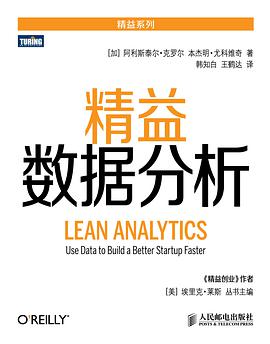 精益系列
TURING
[加] 阿利斯泰尔·克罗尔 本杰明·尤科维奇 著
韩知白 王鹤达 译
精益
数据分析
LEAN ANALYTICS
Use Data to Build a Better Startup Faster
《精益创业》作者
[美] 埃里克·莱斯 丛书主编
O'REILLY®
人民邮电出版社
POSTS & TELECOM PRESS